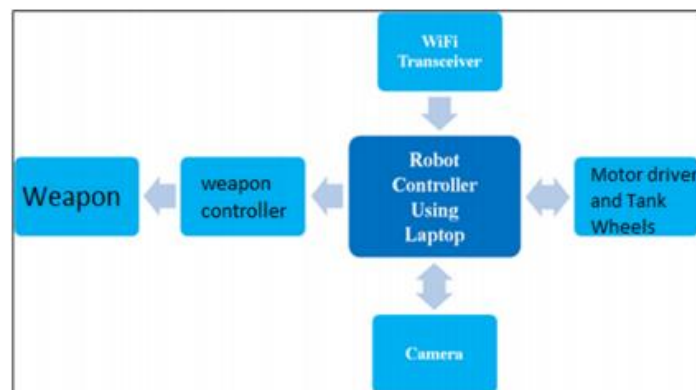 WiFi
Transceiver
Weapon
weapon
controller
Robot
Controller
Using
Laptop
Motor driver
and Tank
Wheels
Camera